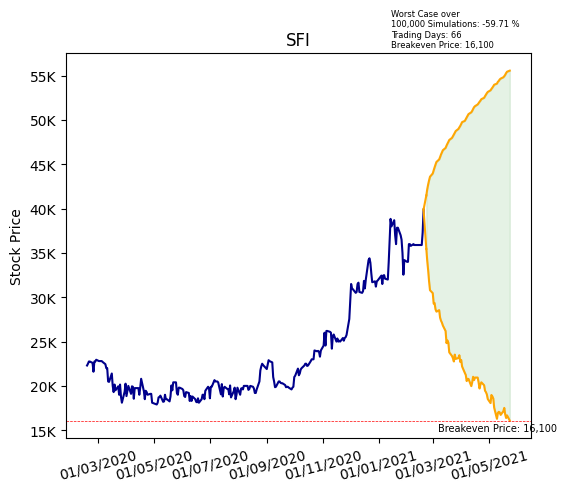 Worst Case over
100,000 Simulations: -59.71 %
Trading Days: 66
Breakeven Price: 16,100
SFI
55K
50K
45K
40K
35K
30K
25K
20K
15K
Stock Price
Breakeven Price: 16,100
01/03/2020 01/05/2020 01/07/2020 01/09/2020 01/11/2020 01/01/2021 01/03/2021 01/05/2021